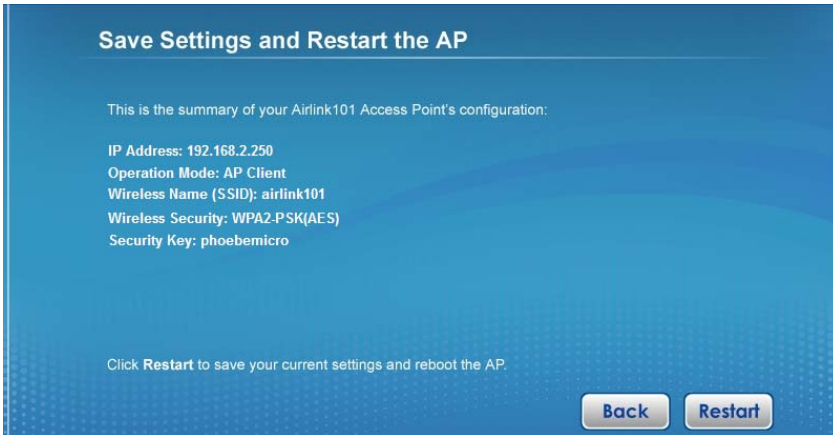 Save Settings and Restart the AP
This is the summary of your Airlink101 Access Point's configuration:
IP Address: 192.168.2.250
Operation Mode: AP Client
Wireless Name (SSID): airlink101
Wireless Security: WPA2-PSK(AES)
Security Key: phoebemicro
Click Restart to save your current settings and reboot the AP.
Back Restart